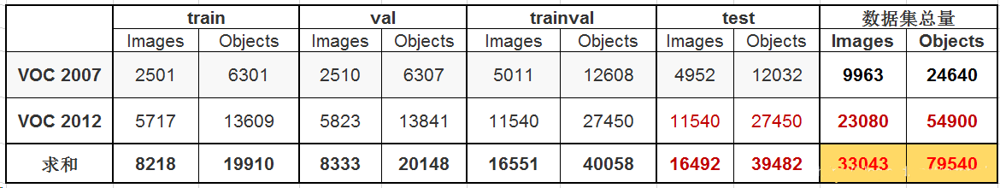 train val trainval test 数据集总量
Images Objects Images Objects Images Objects Images Objects Images Objects
VOC 2007 2501 6301 2510 6307 5011 12608 4952 12032 9963 24640
VOC 2012 5717 13609 5823 13841 11540 27450 11540 27450 23080 54900
求和 8218 19910 8333 20148 16551 40058 16492 39482 33043 79540